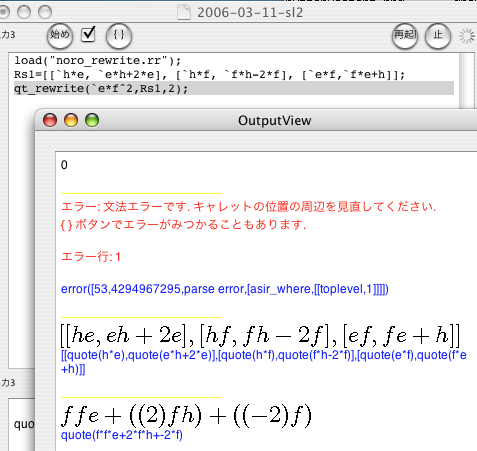 2006-03-11-sl2
力3
始め
{ }
再起
止
load("noro_rewrite.rr");
Rs1=[[`h*e, `e*h+2*e], [`h*f, `f*h-2*f], [`e*f,`f*e+h]];
qt_rewrite(`e*f^2,Rs1,2);
OutputView
0
エラー: 文法エラーです. キャレットの位置の周辺を見直してください.
{ } ボタンでエラーがみつかることもあります.
エラー行: 1
error([53,4294967295,parse error,[asir_where,[[toplevel,1]]]])
[[he, eh + 2e], [hf, fh − 2f], [ef, fe + h]]
[[quote(h*e),quote(e*h+2*e)],[quote(h*f),quote(f*h-2*f)],[quote(e*f),quote(f*e
+h)]]
力3
ffe + ((2)fh) + ((−2)f)
quo
quote(f*f*e+2*f*h+-2*f)